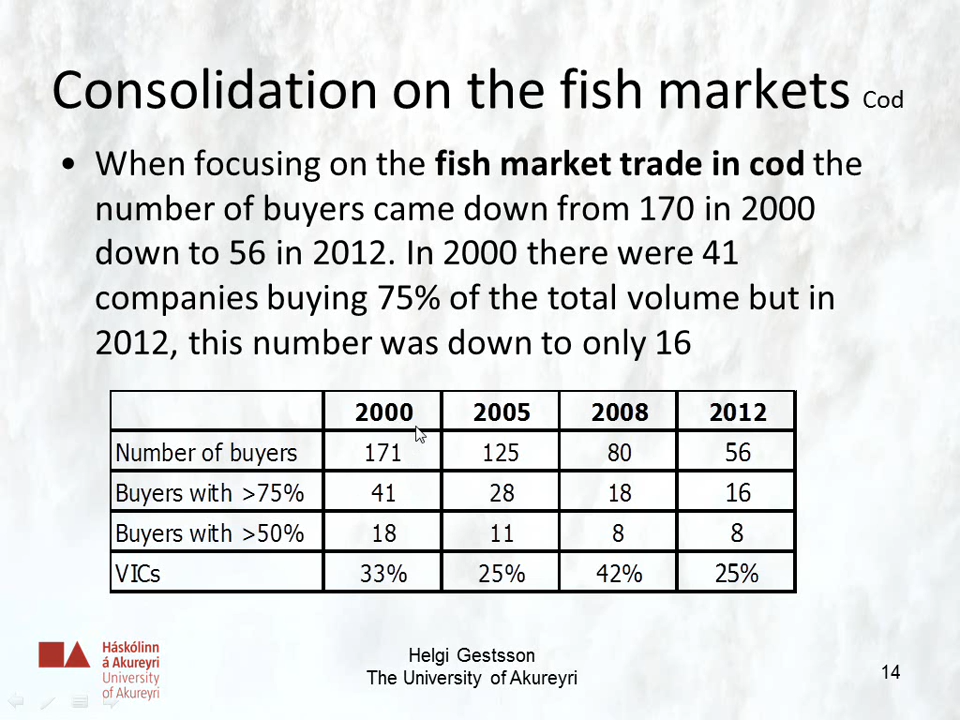 Consolidation on the fish markets Cod
• When focusing on the fish market trade in cod the
number of buyers came down from 170 in 2000
down to 56 in 2012. In 2000 there were 41
companies buying 75% of the total volume but in
2012, this number was down to only 16
2000 2005 2008 2012
Number of buyers 171 125 80 56
Buyers with >75% 41 28 18 16
Buyers with >50% 18 11 8 8
VICs 33% 25% 42% 25%
Háskólinn
á Akureyri
University
of Akureyri
Helgi Gestsson
The University of Akureyri
14